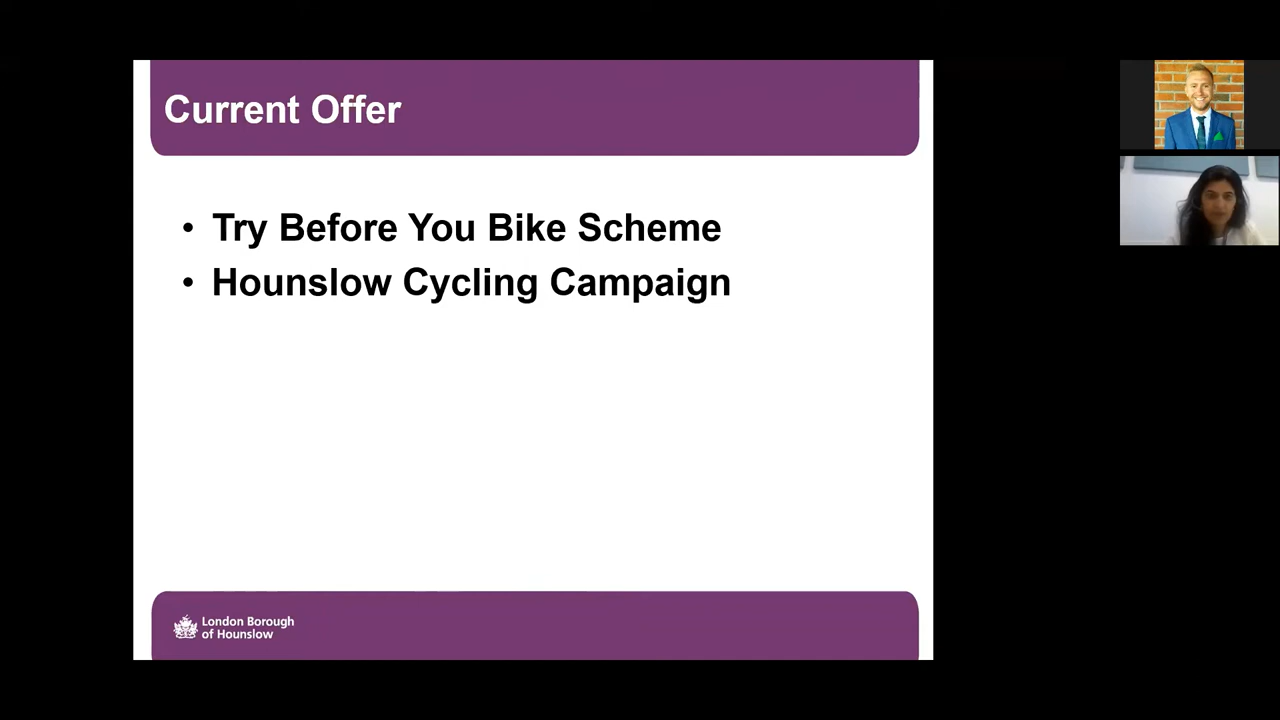 Current Offer
• Try Before You Bike Scheme
• Hounslow Cycling Campaign
London Borough
of Hounslow